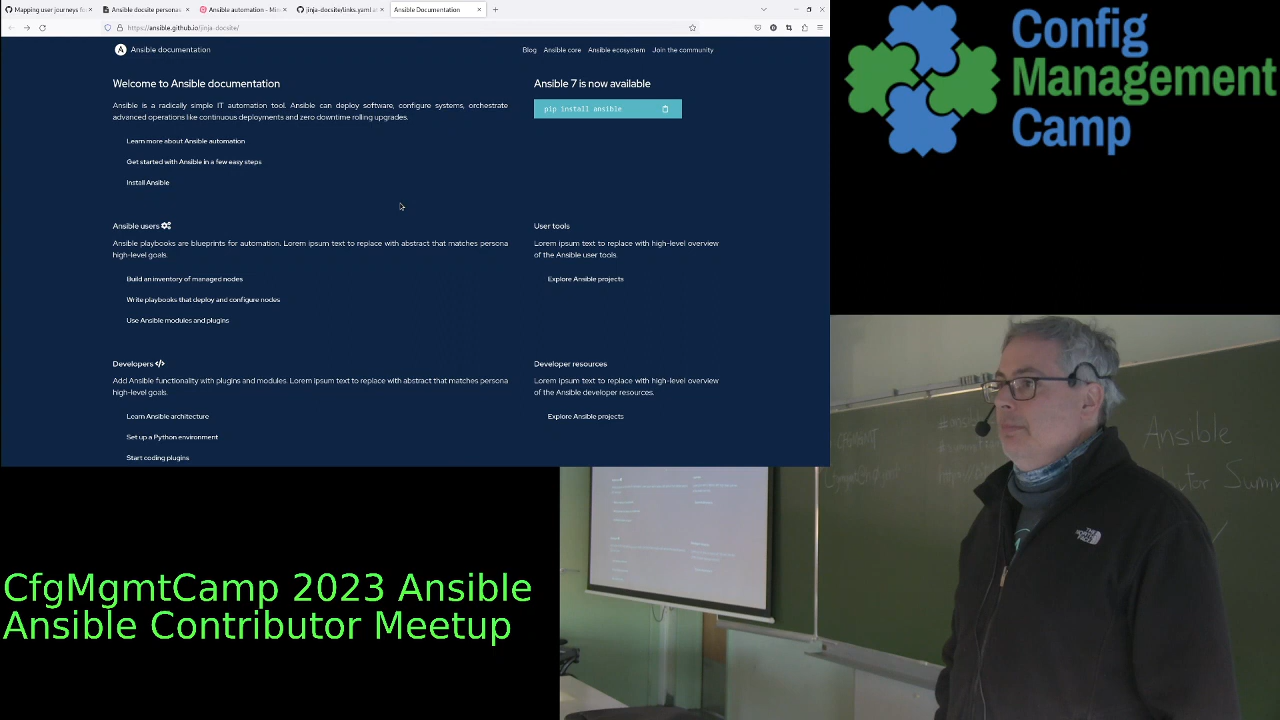 Mapping user journeys fo
Ansible docsite personas
Ansible automation - Mir
jinja-docsite/links.yaml a
Ansible Documentation
https://ansible.github.io/jinja-docsite/
A Ansible documentation
Blog Ansible core Ansible ecosystem Join the community
Welcome to Ansible documentation
Ansible is a radically simple IT automation tool. Ansible can deploy software, configure systems, orchestrate
advanced operations like continuous deployments and zero downtime rolling upgrades.
Learn more about Ansible automation
Get started with Ansible in a few easy steps
Install Ansible
Ansible 7 is now available
pip install ansible
Ansible users
Ansible playbooks are blueprints for automation. Lorem ipsum text to replace with abstract that matches persona
high-level goals.
Build an inventory of managed nodes
Write playbooks that deploy and configure nodes
Use Ansible modules and plugins
User tools
Lorem ipsum text to replace with high-level overview
of the Ansible user tools.
Explore Ansible projects
Developers </>
Add Ansible functionality with plugins and modules. Lorem ipsum text to replace with abstract that matches persona
high-level goals.
Learn Ansible architecture
Set up a Python environment
Start coding plugins
Developer resources
Lorem ipsum text to replace with high-level overview
of the Ansible developer resources.
Explore Ansible projects
Config
Management
Camp
Ansible
THE
NORTH
FACE
CfgMgmtCamp 2023 Ansible
Ansible Contributor Meetup